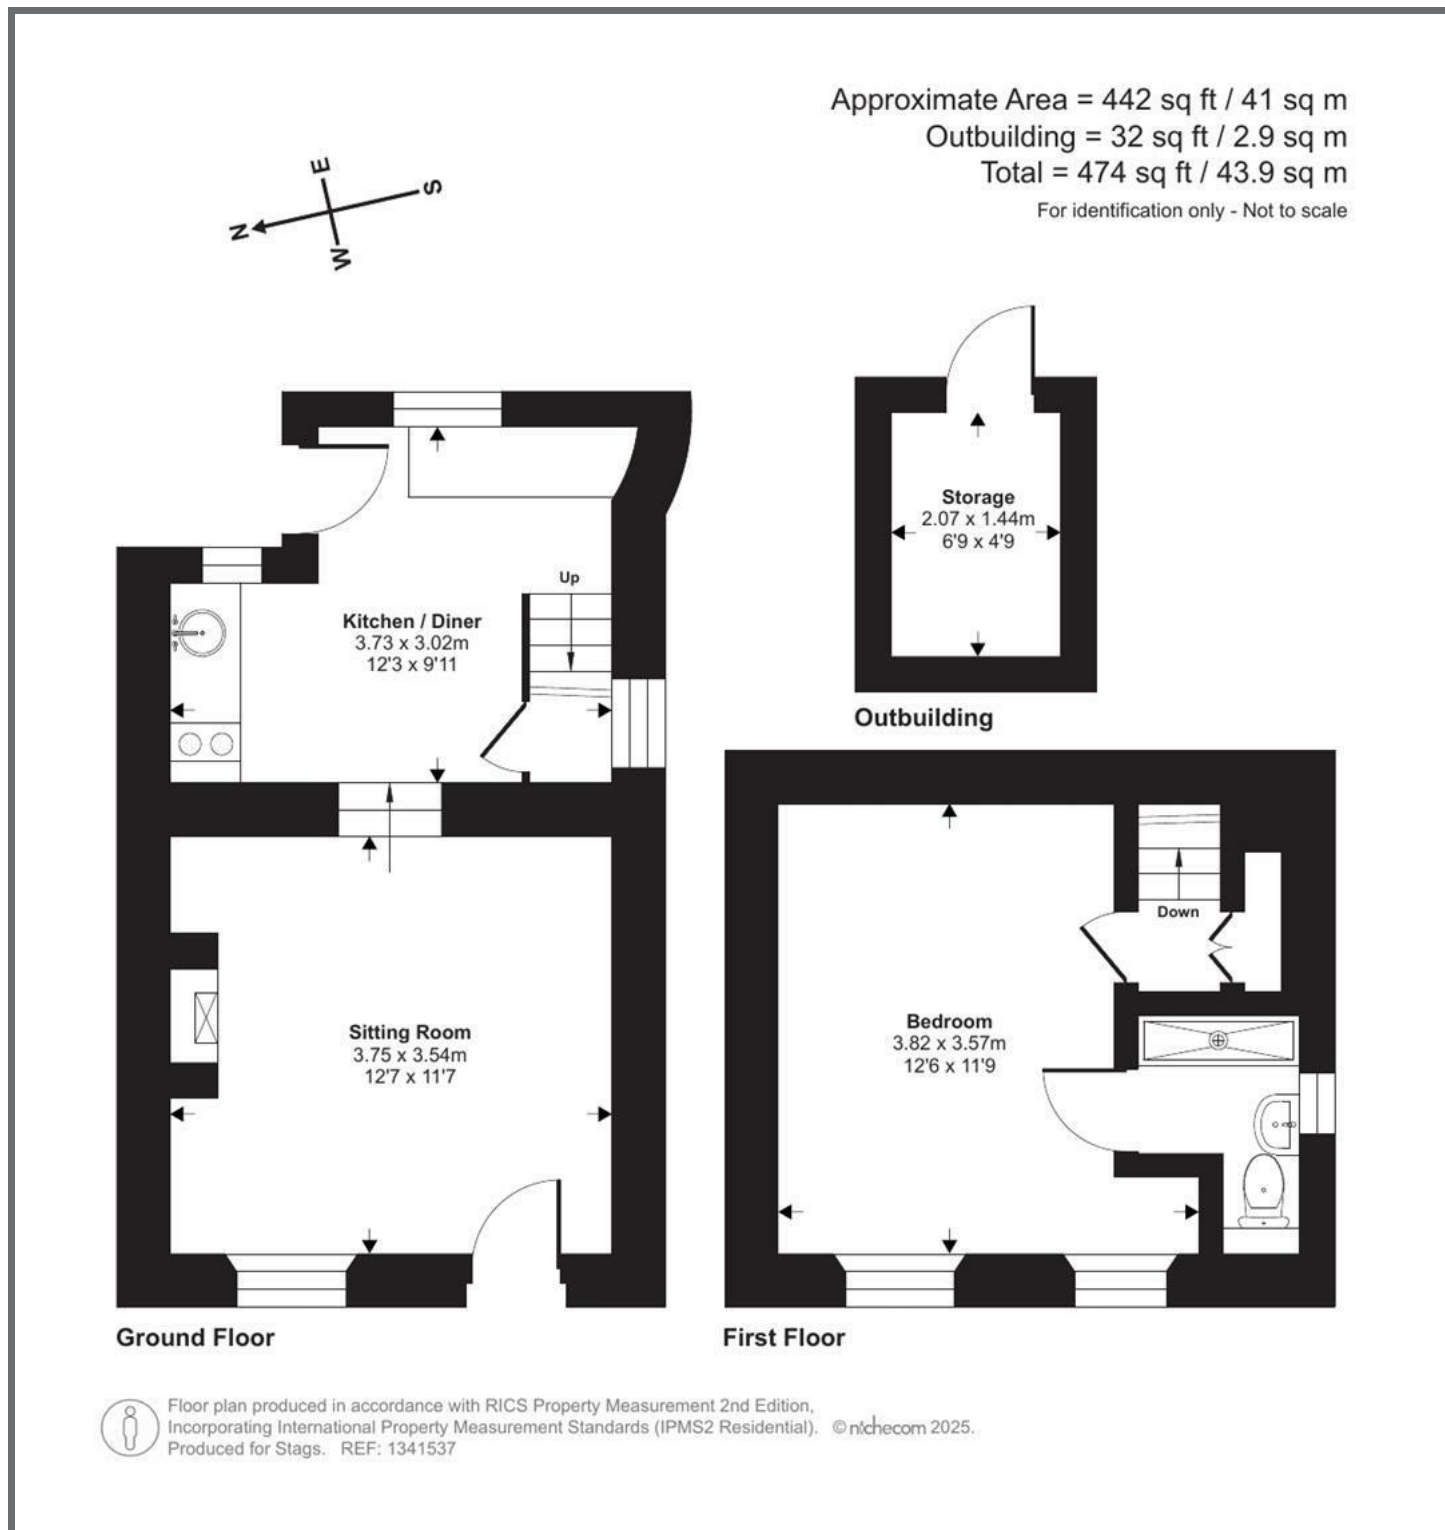 Approximate Area = 442 sq ft / 41 sq m
Outbuilding = 32 sq ft / 2.9 sq m
Total = 474 sq ft / 43.9 sq m
For identification only - Not to scale
E
S
N
W
Storage
2.07 x 1.44m
6'9 x 4'9
Outbuilding
Up
Kitchen / Diner
3.73 x 3.02m
12'3 x 9'11
Sitting Room
3.75 x 3.54m
12'7 x 11'7
Ground Floor
Down
Bedroom
3.82 x 3.57m
12'6 x 11'9
First Floor
Floor plan produced in accordance with RICS Property Measurement 2nd Edition,
Incorporating International Property Measurement Standards (IPMS2 Residential). © nichecom 2025.
Produced for Stags. REF: 1341537